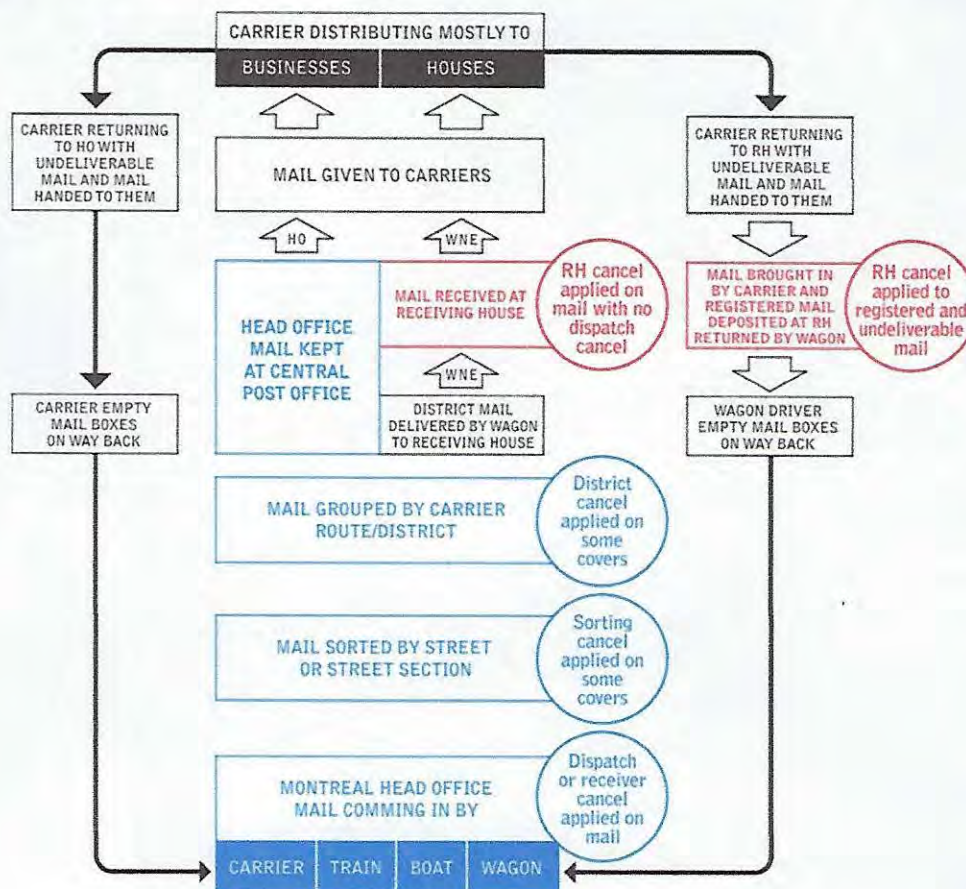 CARRIER DISTRIBUTING MOSTLY TO
BUSINESSES
HOUSES
CARRIER RETURNING
TO HO WITH
UNDELIVERABLE
MAIL AND MAIL
HANDED TO THEM
MAIL GIVEN TO CARRIERS
CARRIER RETURNING
TO RH WITH
UNDELIVERABLE
MAIL AND MAIL
HANDED TO THEM
HO
WNE
HEAD OFFICE
MAIL KEPT
AT CENTRAL
POST OFFICE
MAIL RECEIVED AT
RECEIVING HOUSE
RH cancel
applied on
mail with no
dispatch
cancel
MAIL BROUGHT IN
BY CARRIER AND
REGISTERED MAIL
DEPOSITED AT RH
RETURNED BY WAGON
RH cancel
applied to
registered and
undeliverable
mail
WNE
CARRIER EMPTY
MAIL BOXES
ON WAY BACK
DISTRICT MAIL
DELIVERED BY WAGON
TO RECEIVING HOUSE
WAGON DRIVER
EMPTY MAIL BOXES
ON WAY BACK
MAIL GROUPED BY CARRIER
ROUTE/DISTRICT
District
cancel
applied on
some
covers
MAIL SORTED BY STREET
OR STREET SECTION
Sorting
cancel
applied on
some
covers
MONTREAL HEAD OFFICE
MAIL COMMING IN BY
Dispatch
or receiver
cancel
applied on
mail
CARRIER
TRAIN
BOAT
WAGON